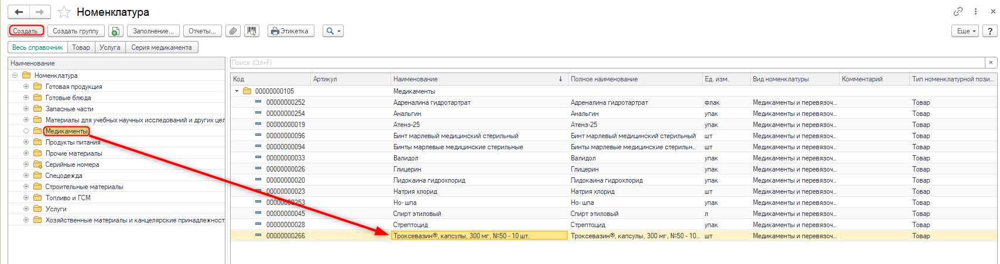 Номенклатура
Создать Создать группу Заполнение... Отчеты... Этикетка Еще ?
Весь справочник Товар Услуга Серия медикамента
Наименование
Номенклатура
Готовая продукция
Готовые блюда
Запасные части
Материалы для учебных научных исследований и других цел
Медикаменты
Продукты питания
Прочие материалы
Серийные номера
Спецодежда
Строительные материалы
Топливо и ГСМ
Услуги
Хозяйственные материалы и канцелярские принадлежност
Поиск (Ctrl+F)
Код Артикул Наименование Полное наименование Ед. изм. Вид номенклатуры Комментарий Тип номенклатурной пози...
00000000105 Медикаменты
00000000252 Адреналина гидротартрат Адреналина гидротартрат флак Медикаменты и перевязоч... Товар
00000000254 Анальгин Анальгин упак Медикаменты и перевязоч... Товар
00000000019 Атенз-25 Атенз-25 упак Медикаменты и перевязоч... Товар
00000000096 Бинт марлевый медицинский стерильный Бинт марлевый медицинский стерильный шт Медикаменты и перевязоч... Товар
00000000094 Бинты марлевые медицинские стерильные Бинты марлевые медицинские стерильн... шт Медикаменты и перевязоч... Товар
00000000033 Валидол Валидол упак Медикаменты и перевязоч... Товар
00000000026 Глицерин Глицерин упак Медикаменты и перевязоч... Товар
00000000020 Лидокаина гидрохлорид Лидокаина гидрохлорид упак Медикаменты и перевязоч... Товар
00000000023 Натрия хлорид Натрия хлорид шт Медикаменты и перевязоч... Товар
00000000253 Но- шпа Но- шпа упак Медикаменты и перевязоч... Товар
00000000045 Спирт этиловый Спирт этиловый л Медикаменты и перевязоч... Товар
00000000028 Стрептоцид Стрептоцид упак Медикаменты и перевязоч... Товар
00000000266 Троксевазин®, капсулы, 300 мг, №50 - 10 шт. Троксевазин®, капсулы, 300 мг, №50 - 10... шт Медикаменты и перевязоч... Товар